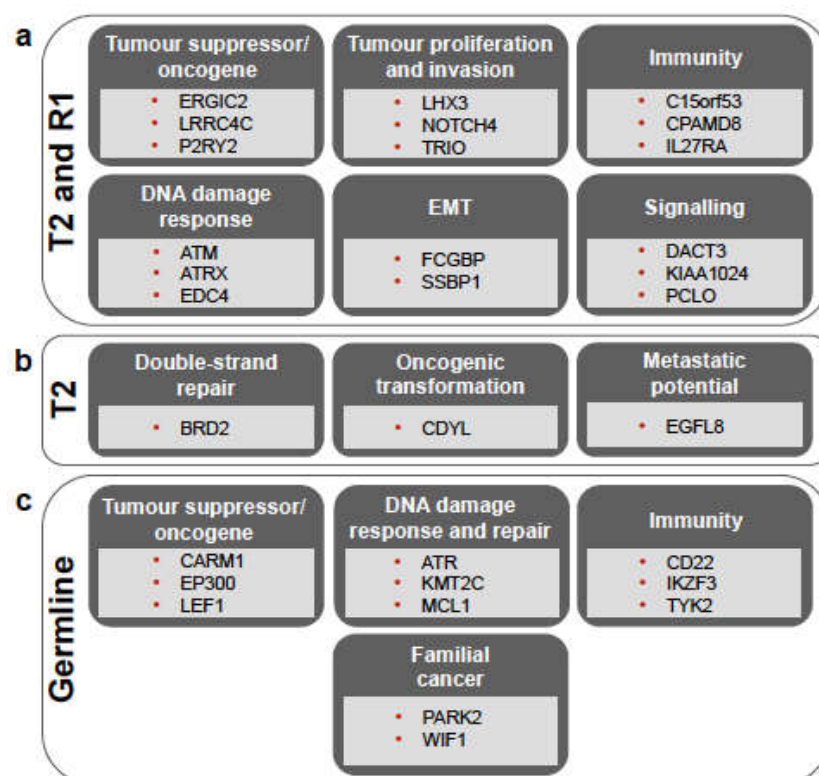 a
T2 and R1
Tumour suppressor/
oncogene
• ERGIC2
• LRRC4C
• P2RY2
Tumour proliferation
and invasion
• LHX3
• NOTCH4
• TRIO
Immunity
• C15orf53
• CPAMD8
• IL27RA
DNA damage
response
• ATM
• ATRX
• EDC4
EMT
• FCGBP
• SSBP1
Signalling
• DACT3
• KIAA1024
• PCLO
b
T2
Double-strand
repair
• BRD2
Oncogenic
transformation
• CDYL
Metastatic
potential
• EGFL8
c
Germline
Tumour suppressor/
oncogene
• CARM1
• EP300
• LEF1
DNA damage
response and repair
• ATR
• KMT2C
• MCL1
Immunity
• CD22
• IKZF3
• TYK2
Familial
cancer
• PARK2
• WIF1